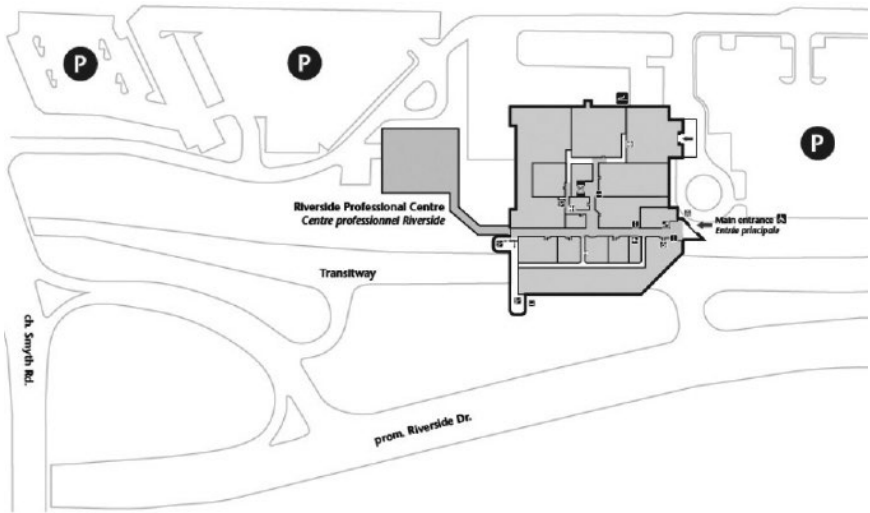 P
P
P
Riverside Professional Centre
Centre professionnel Riverside
Main entrance
Entrée principale
Transitway
ch. Smyth Rd.
prom. Riverside Dr.